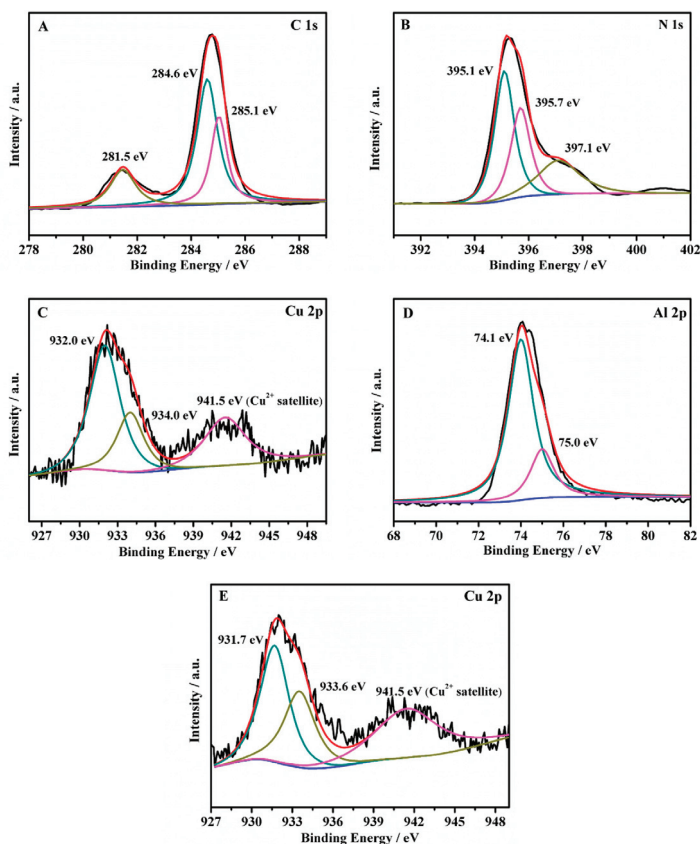 A
C 1s
284.6 eV
285.1 eV
281.5 eV
Intensity / a.u.
278 280 282 284 286 288
Binding Energy / eV
B
N 1s
395.1 eV
395.7 eV
397.1 eV
Intensity / a.u.
392 394 396 398 400 402
Binding Energy / eV
C
Cu 2p
932.0 eV
941.5 eV (Cu²⁺ satellite)
934.0 eV
Intensity / a.u.
927 930 933 936 939 942 945 948
Binding Energy / eV
D
Al 2p
74.1 eV
75.0 eV
Intensity / a.u.
68 70 72 74 76 78 80 82
Binding Energy / eV
E
Cu 2p
931.7 eV
933.6 eV
941.5 eV (Cu²⁺ satellite)
Intensity / a.u.
927 930 933 936 939 942 945 948
Binding Energy / eV